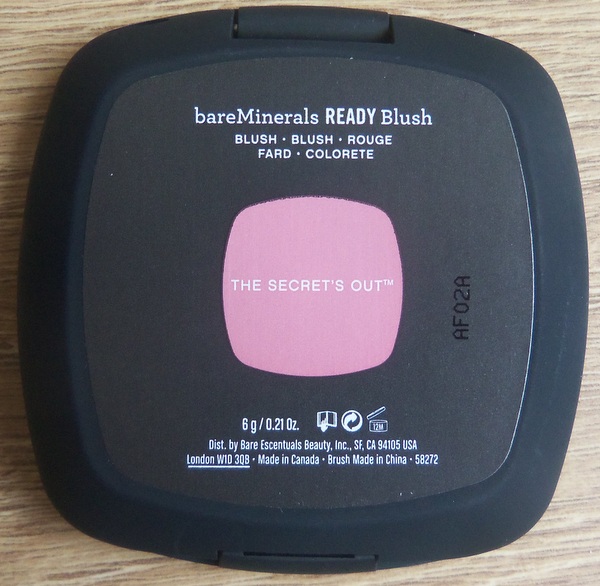 bareMinerals READY Blush
BLUSH · BLUSH · ROUGE
FARD · COLORETE
THE SECRET'S OUT™
AF02A
6 g / 0.21 Oz.
12M
Dist. by Bare Escentuals Beauty, Inc., SF, CA 94105 USA
London W1D 3QB · Made in Canada · Brush Made in China · 58272